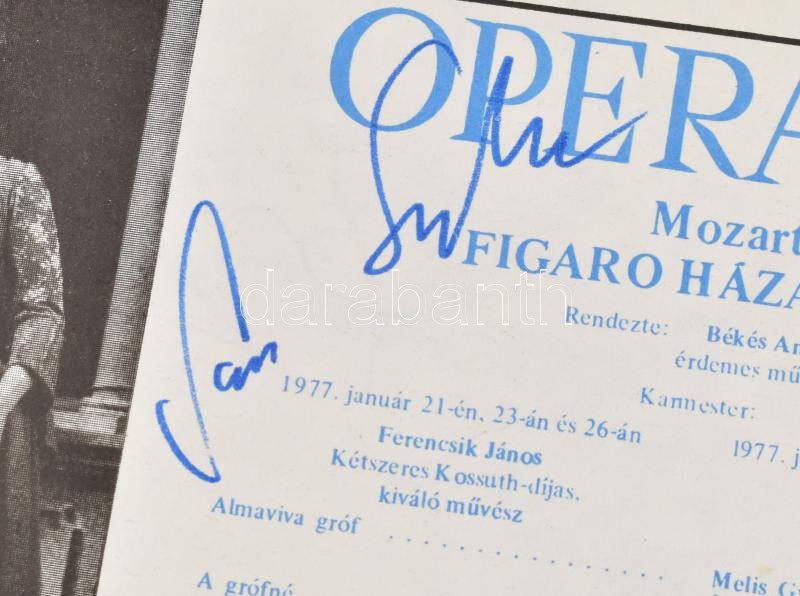 OPERA
Mozart
FIGARO HÁZA
Rendezte: Békés An
érdemes mű
Karmester:
1977. január 21-én, 23-án és 26-án
1977. j
Ferencsik János
Kétszeres Kossuth-díjas,
kiváló művész
Almaviva gróf . . . . . . . . . . . . . . . . Melis G
A grófné
darabanth